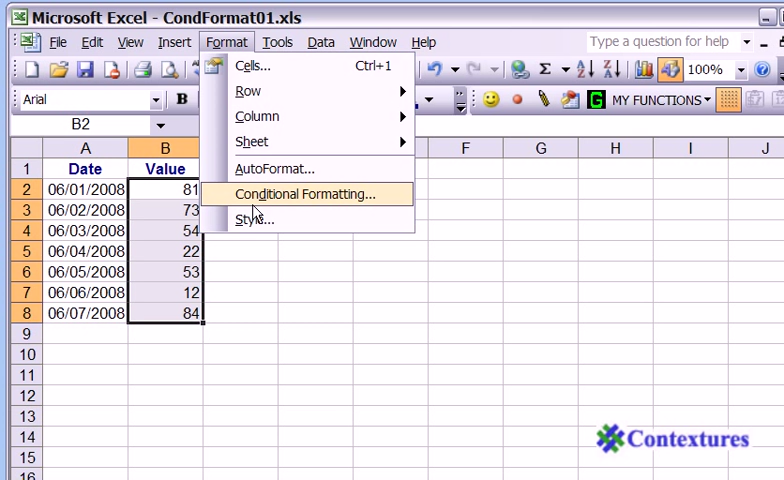 Microsoft Excel - CondFormat01.xls
File Edit View Insert Format Tools Data Window Help Type a question for help
Cells... Ctrl+1
Σ A Z Z A 100%
Row
Arial B G MY FUNCTIONS
Column
B2
Sheet
A B F G H I J
1 Date Value
AutoFormat...
2 06/01/2008 81
Conditional Formatting...
3 06/02/2008 73
4 06/03/2008 54
5 06/04/2008 22
6 06/05/2008 53
7 06/06/2008 12
8 06/07/2008 84
9
10
11
12
13
14
Contextures
15
16